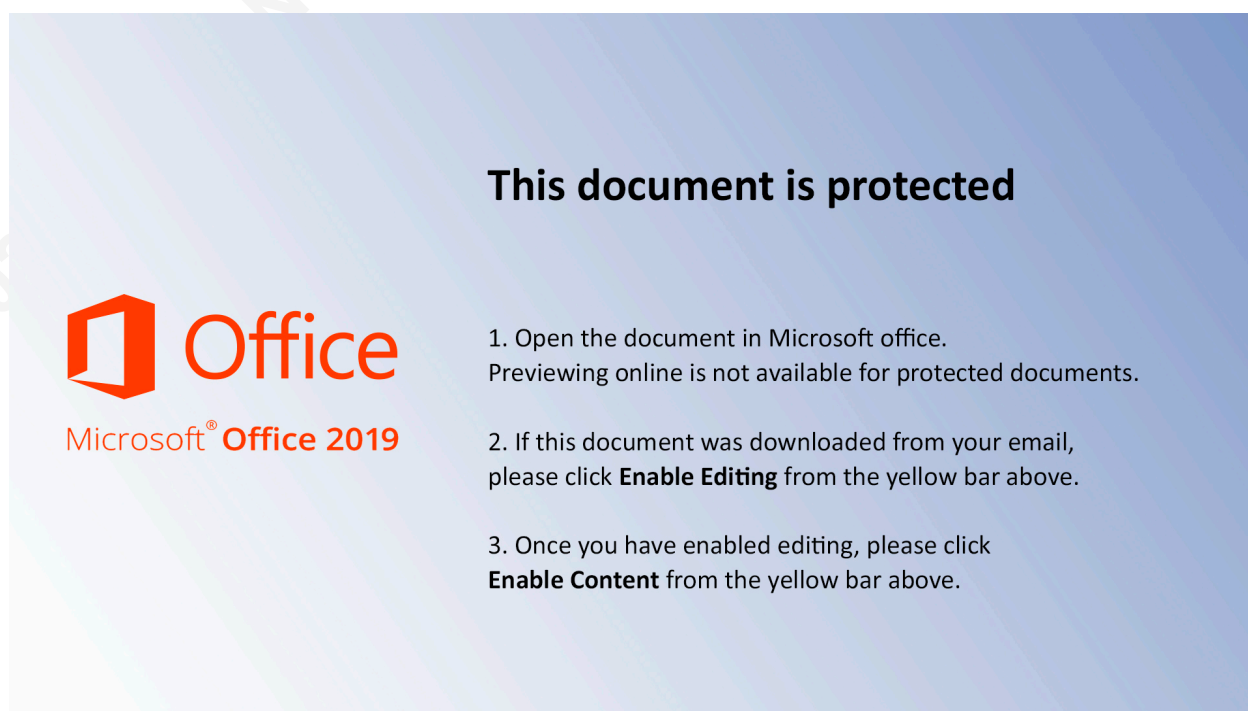 This document is protected
Office
Microsoft® Office 2019
1. Open the document in Microsoft office.
Previewing online is not available for protected documents.
2. If this document was downloaded from your email,
please click Enable Editing from the yellow bar above.
3. Once you have enabled editing, please click
Enable Content from the yellow bar above.